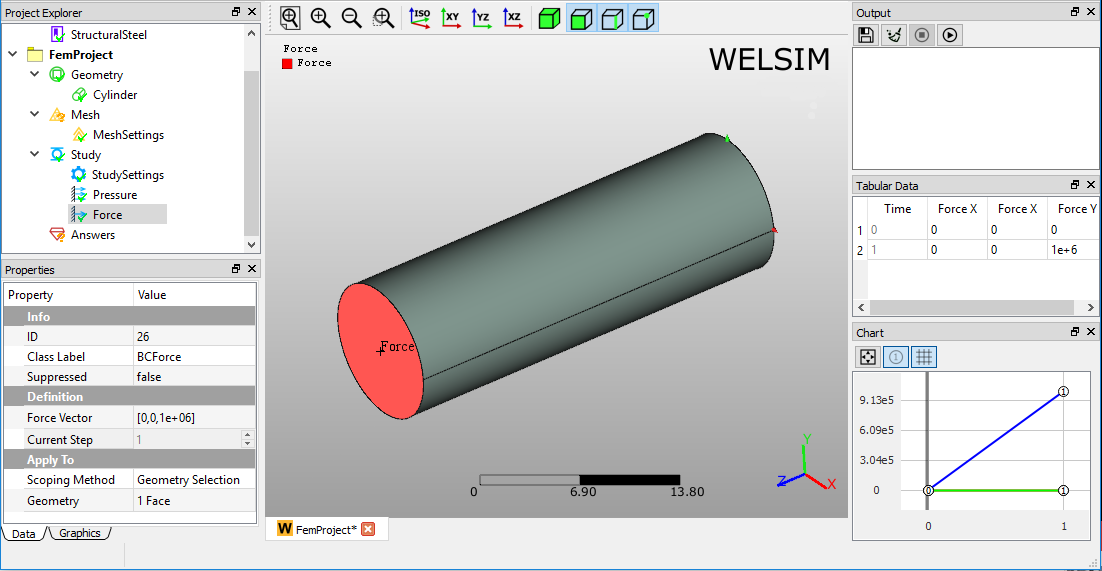 Project Explorer
StructuralSteel
FemProject
Geometry
Cylinder
Mesh
MeshSettings
Study
StudySettings
Pressure
Force
Answers
Properties
Property Value
Info
ID 26
Class Label BCForce
Suppressed false
Definition
Force Vector [0,0,1e+06]
Current Step 1
Apply To
Scoping Method Geometry Selection
Geometry 1 Face
Data Graphics
ISO XY YZ XZ
Force
Force
WELSIM
Force
0 6.90 13.80
Y
Z X
W FemProject*
Output
Tabular Data
Time Force X Force X Force Y
1 0 0 0 0
2 1 0 0 1e+6
Chart
1
9.13e5
6.09e5
3.04e5
0
1
0 1
0 1